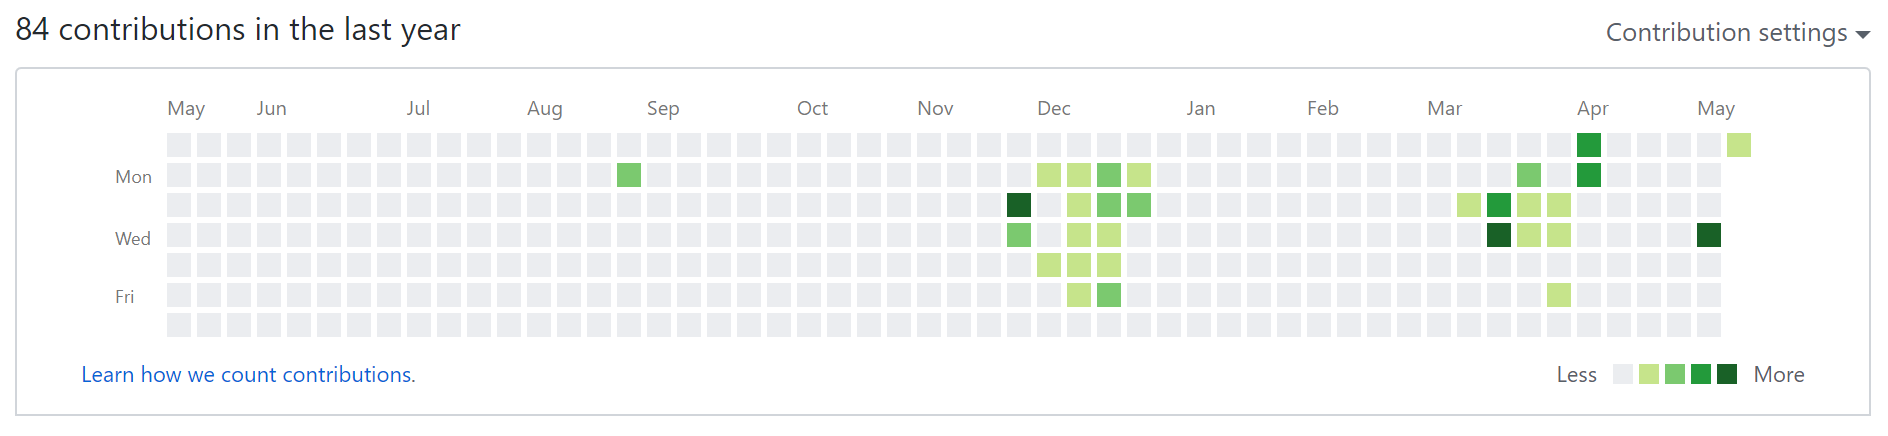 84 contributions in the last year
Contribution settings
May Jun Jul Aug Sep Oct Nov Dec Jan Feb Mar Apr May
Mon
Wed
Fri
Learn how we count contributions.
Less More